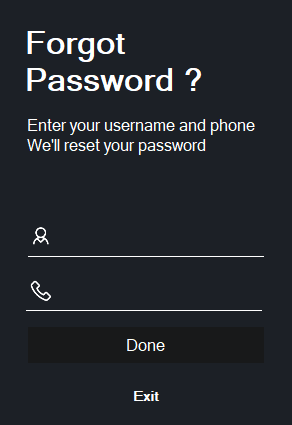 Forgot
Password ?
Enter your username and phone
We'll reset your password
Done
Exit